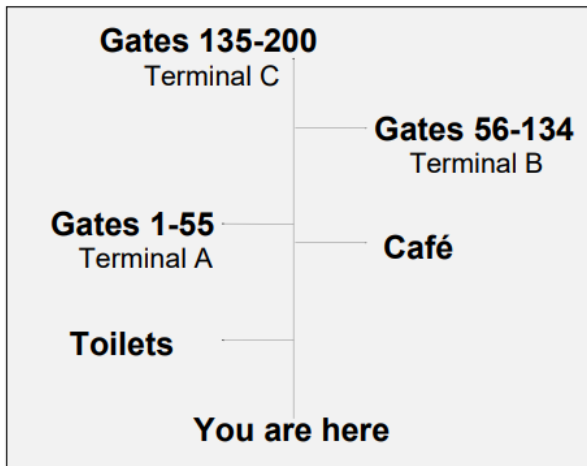 Gates 135-200
Terminal C
Gates 56-134
Terminal B
Gates 1-55
Terminal A
Café
Toilets
You are here